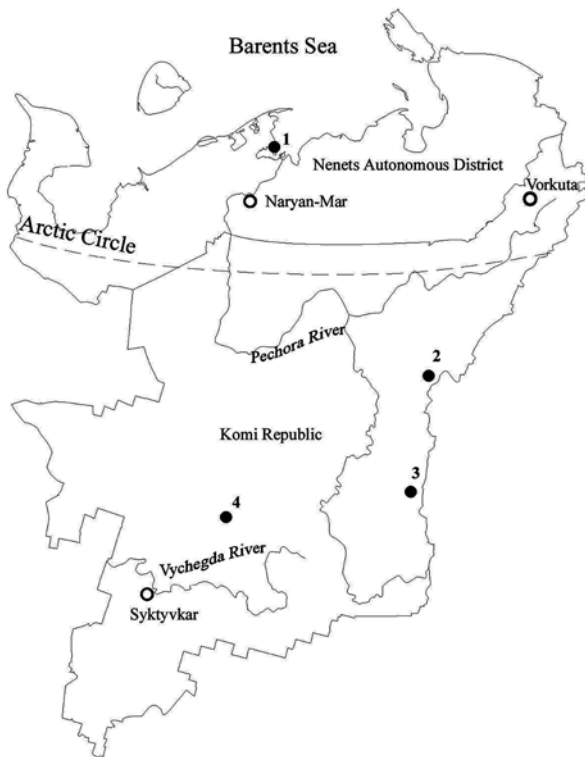 Barents Sea
1
Nenets Autonomous District
Vorkuta
Naryan-Mar
Arctic Circle
Pechora River
2
Komi Republic
3
4
Vychegda River
Syktyvkar